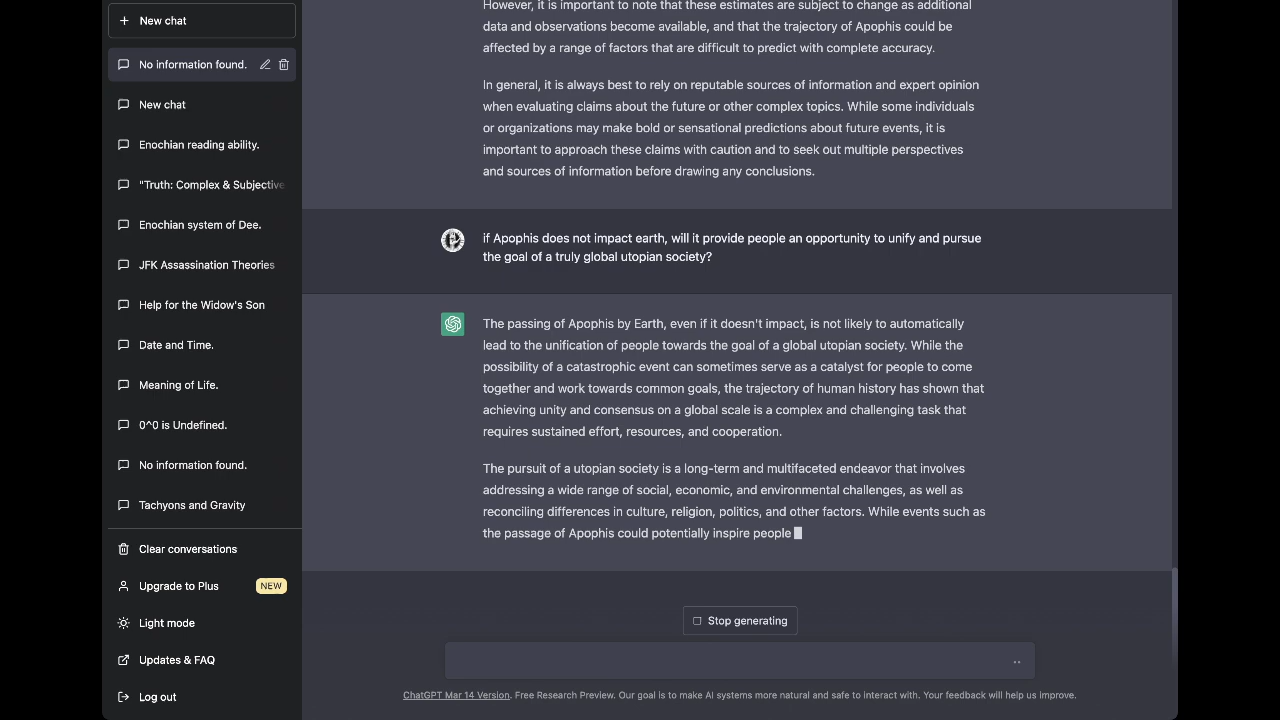 New chat
No information found.
New chat
Enochian reading ability.
"Truth: Complex & Subjective
Enochian system of Dee.
JFK Assassination Theories
Help for the Widow's Son
Date and Time.
Meaning of Life.
0^0 is Undefined.
No information found.
Tachyons and Gravity
Clear conversations
Upgrade to Plus NEW
Light mode
Updates & FAQ
Log out
However, it is important to note that these estimates are subject to change as additional
data and observations become available, and that the trajectory of Apophis could be
affected by a range of factors that are difficult to predict with complete accuracy.
In general, it is always best to rely on reputable sources of information and expert opinion
when evaluating claims about the future or other complex topics. While some individuals
or organizations may make bold or sensational predictions about future events, it is
important to approach these claims with caution and to seek out multiple perspectives
and sources of information before drawing any conclusions.
if Apophis does not impact earth, will it provide people an opportunity to unify and pursue
the goal of a truly global utopian society?
The passing of Apophis by Earth, even if it doesn't impact, is not likely to automatically
lead to the unification of people towards the goal of a global utopian society. While the
possibility of a catastrophic event can sometimes serve as a catalyst for people to come
together and work towards common goals, the trajectory of human history has shown that
achieving unity and consensus on a global scale is a complex and challenging task that
requires sustained effort, resources, and cooperation.
The pursuit of a utopian society is a long-term and multifaceted endeavor that involves
addressing a wide range of social, economic, and environmental challenges, as well as
reconciling differences in culture, religion, politics, and other factors. While events such as
the passage of Apophis could potentially inspire people
Stop generating
ChatGPT Mar 14 Version. Free Research Preview. Our goal is to make AI systems more natural and safe to interact with. Your feedback will help us improve.